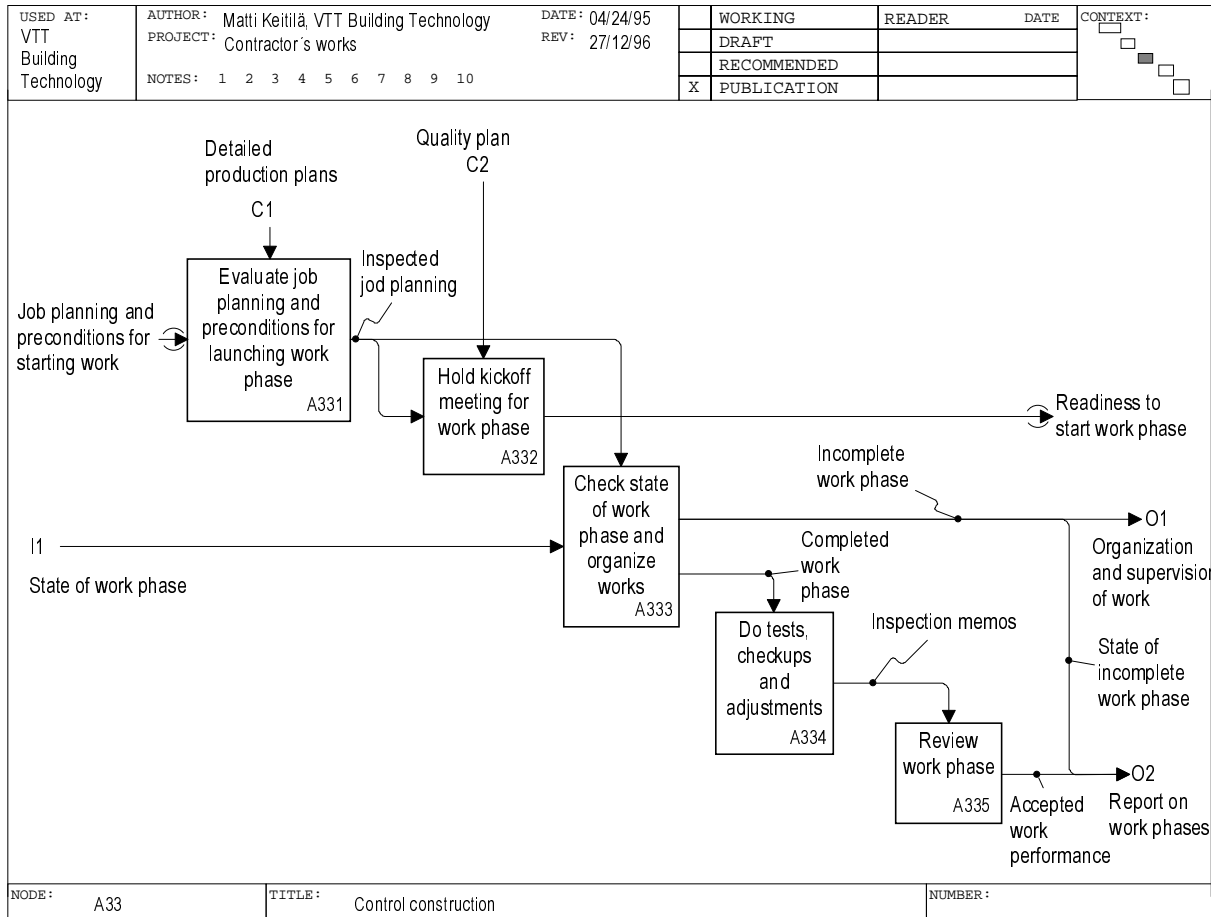 USED AT:
VTT
Building
Technology
AUTHOR: Matti Keitilä, VTT Building Technology
PROJECT: Contractor´s works
DATE: 04/24/95
REV: 27/12/96
NOTES: 1 2 3 4 5 6 7 8 9 10
WORKING
DRAFT
RECOMMENDED
X PUBLICATION
READER DATE
CONTEXT:
Quality plan
C2
Detailed
production plans
C1
Inspected
jod planning
Job planning and
preconditions for
starting work
Evaluate job
planning and
preconditions for
launching work
phase
A331
Hold kickoff
meeting for
work phase
A332
Readiness to
start work phase
Incomplete
work phase
Check state
of work
phase and
organize
works
A333
I1
State of work phase
O1
Organization
and supervision
of work
Completed
work
phase
Do tests,
checkups
and
adjustments
A334
Inspection memos
State of
incomplete
work phase
Review
work phase
A335
Accepted
work
performance
O2
Report on
work phases
NODE: A33
TITLE: Control construction
NUMBER: